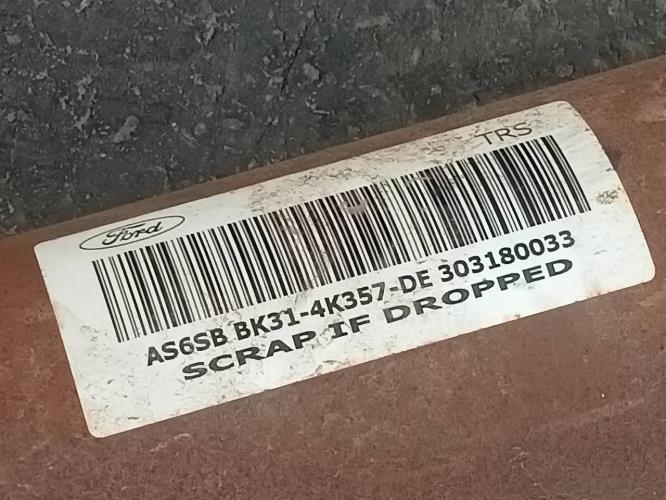 TRS
Ford
AS6SB BK31-4K357-DE 303180033
SCRAP IF DROPPED